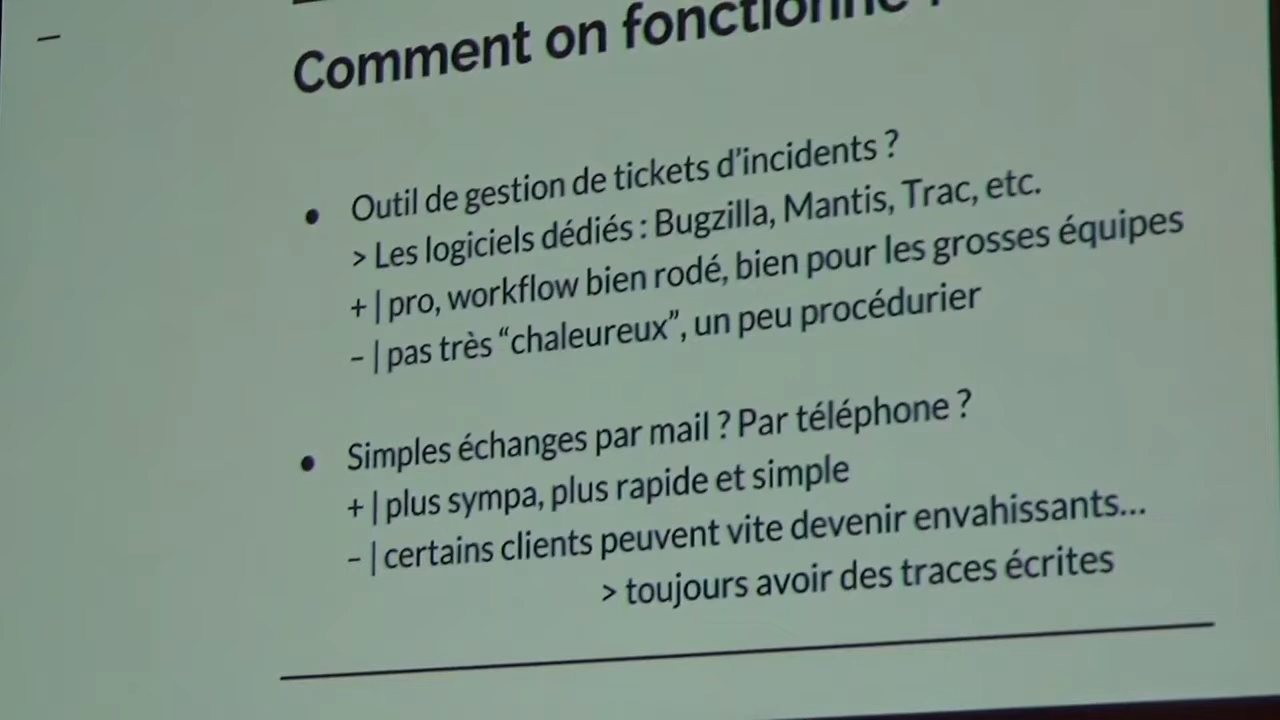 Comment on fonctionne ?
• Outil de gestion de tickets d'incidents ?
> Les logiciels dédiés : Bugzilla, Mantis, Trac, etc.
+ | pro, workflow bien rodé, bien pour les grosses équipes
– | pas très “chaleureux”, un peu procédurier
• Simples échanges par mail ? Par téléphone ?
+ | plus sympa, plus rapide et simple
– | certains clients peuvent vite devenir envahissants...
> toujours avoir des traces écrites